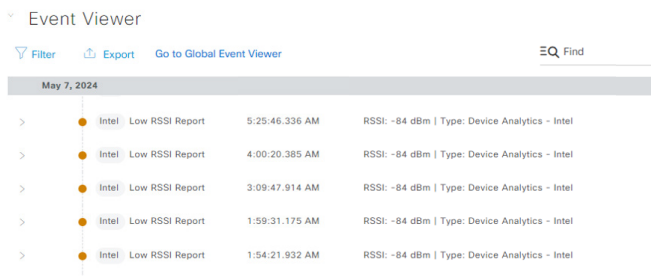 Event Viewer
Filter Export Go to Global Event Viewer Find
May 7, 2024
Intel Low RSSI Report 5:25:46.336 AM RSSI: -84 dBm | Type: Device Analytics - Intel
Intel Low RSSI Report 4:00:20.385 AM RSSI: -84 dBm | Type: Device Analytics - Intel
Intel Low RSSI Report 3:09:47.914 AM RSSI: -84 dBm | Type: Device Analytics - Intel
Intel Low RSSI Report 1:59:31.175 AM RSSI: -84 dBm | Type: Device Analytics - Intel
Intel Low RSSI Report 1:54:21.932 AM RSSI: -84 dBm | Type: Device Analytics - Intel